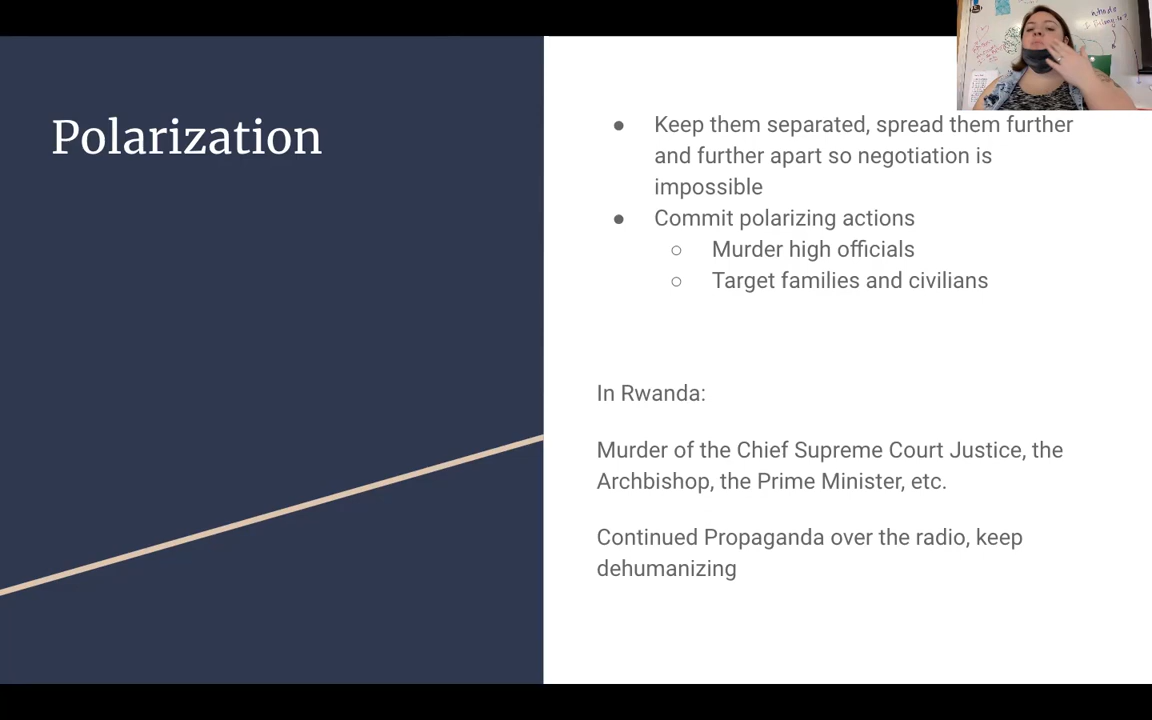 Polarization
● Keep them separated, spread them further
and further apart so negotiation is
impossible
● Commit polarizing actions
○ Murder high officials
○ Target families and civilians
In Rwanda:
Murder of the Chief Supreme Court Justice, the
Archbishop, the Prime Minister, etc.
Continued Propaganda over the radio, keep
dehumanizing